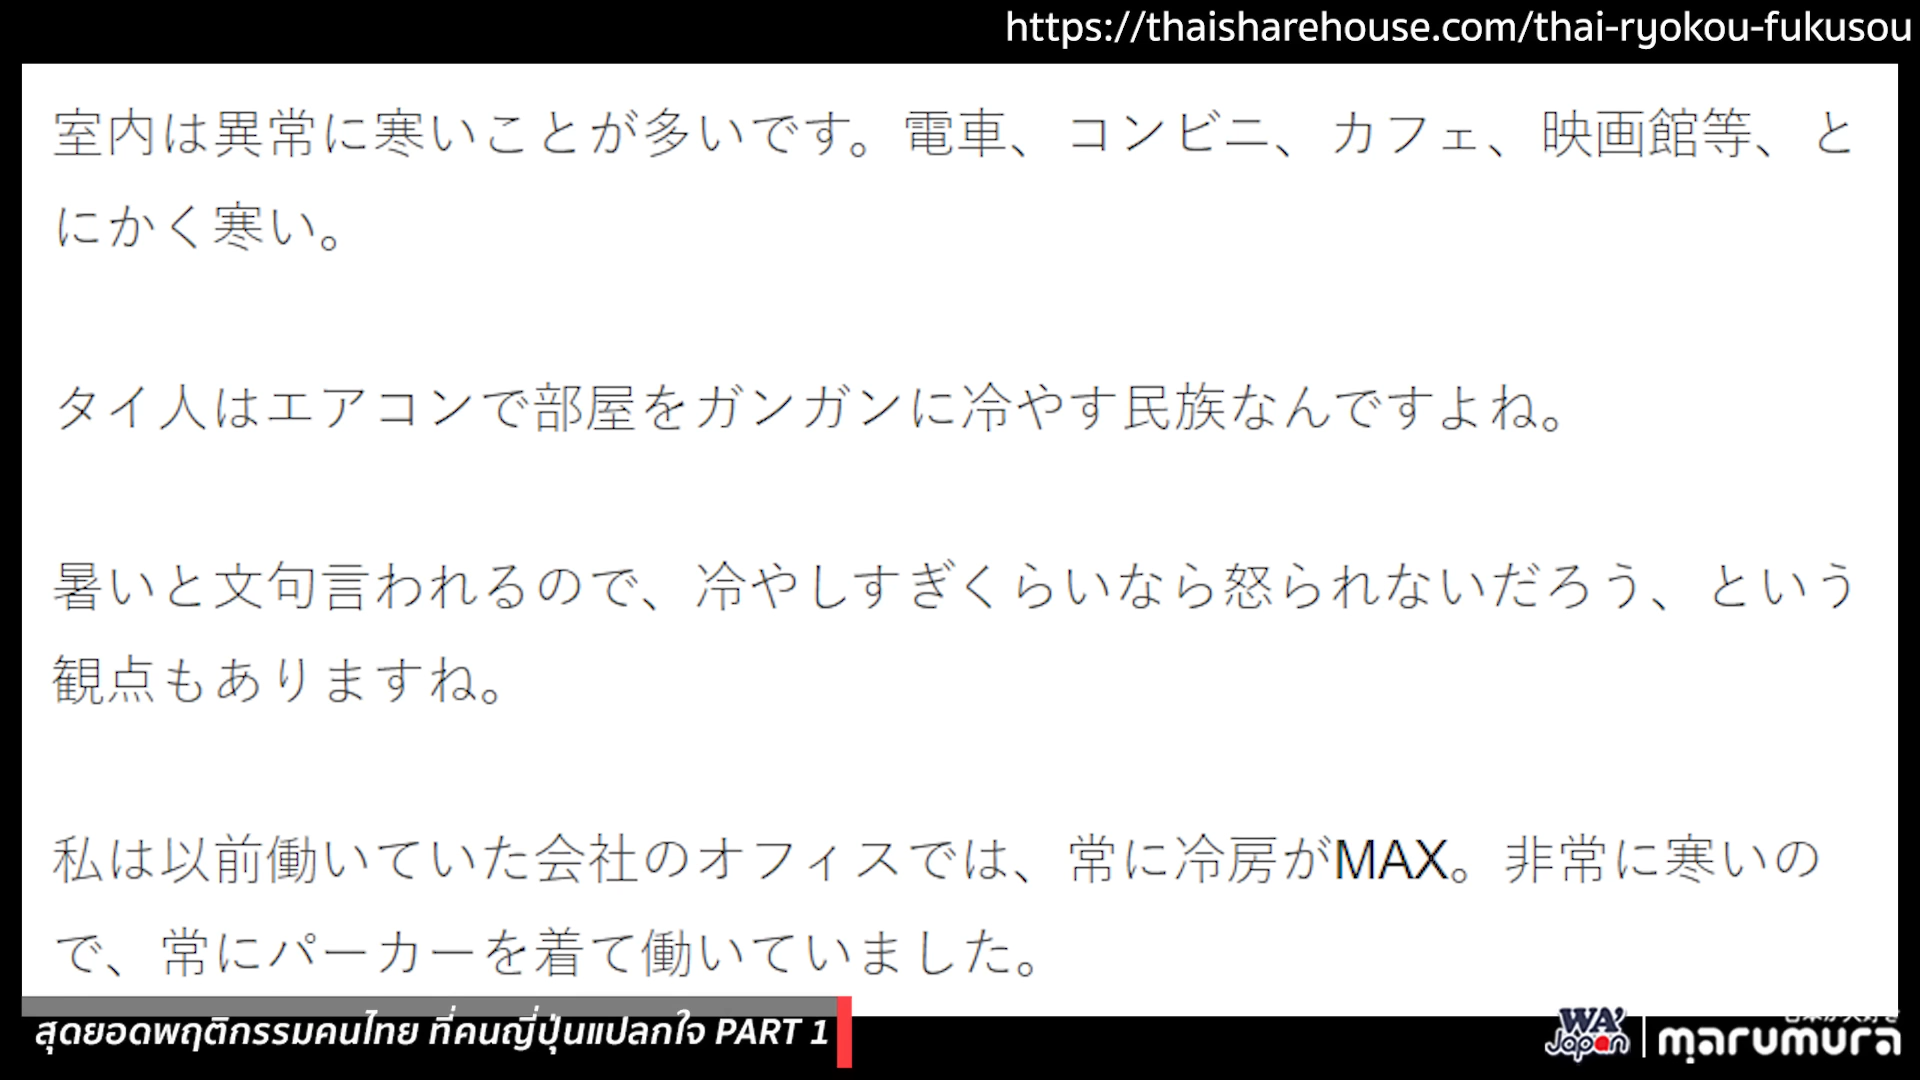 https://thaisharehouse.com/thai-ryokou-fukusou
室内は異常に寒いことが多いです。電車、コンビニ、カフェ、映画館等、と
にかく寒い。
タイ人はエアコンで部屋をガンガンに冷やす民族なんですよね。
暑いと文句言われるので、冷やしすぎくらいなら怒られないだろう、という
観点もありますね。
私は以前働いていた会社のオフィスでは、常に冷房がMAX。非常に寒いの
で、常にパーカーを着て働いていました。
สุดยอดพฤติกรรมคนไทย ที่คนญี่ปุ่นแปลกใจ PART 1
WA' Japan
marumura